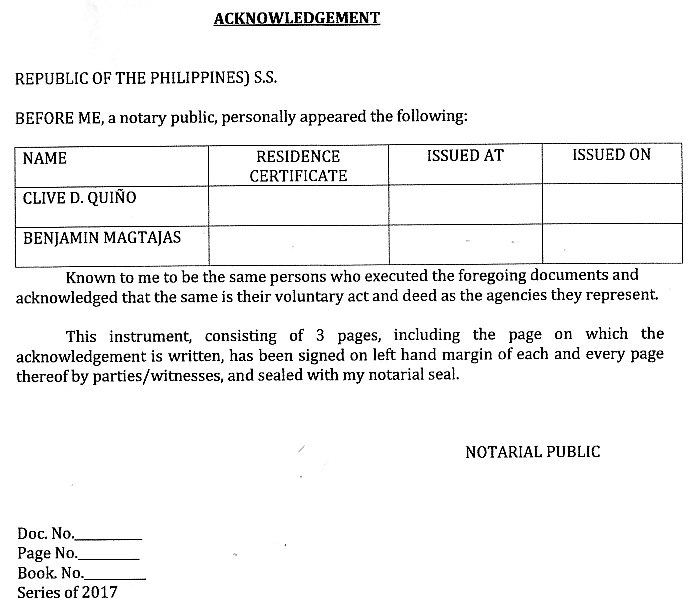 ACKNOWLEDGEMENT
REPUBLIC OF THE PHILIPPINES) S.S.
BEFORE ME, a notary public, personally appeared the following:
NAME RESIDENCE CERTIFICATE ISSUED AT ISSUED ON
CLIVE D. QUIÑO
BENJAMIN MAGTAJAS
Known to me to be the same persons who executed the foregoing documents and
acknowledged that the same is their voluntary act and deed as the agencies they represent.
This instrument, consisting of 3 pages, including the page on which the
acknowledgement is written, has been signed on left hand margin of each and every page
thereof by parties/witnesses, and sealed with my notarial seal.
NOTARIAL PUBLIC
Doc. No.________
Page No.________
Book. No.________
Series of 2017